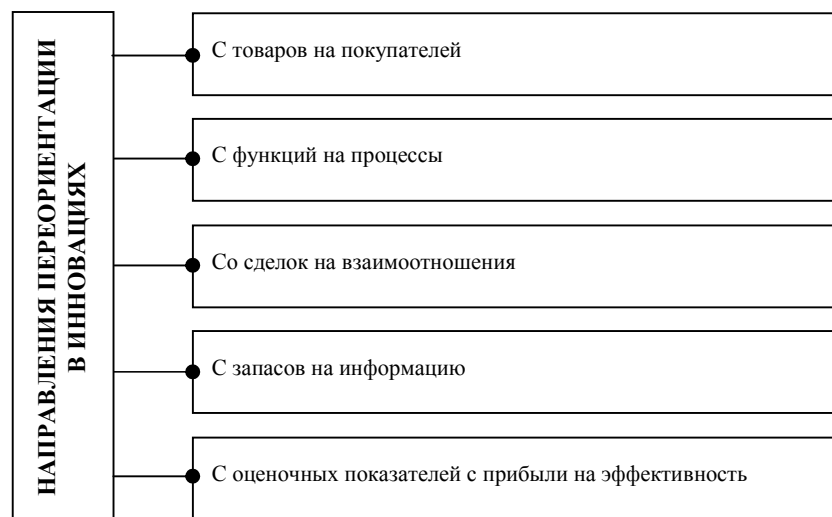 НАПРАВЛЕНИЯ ПЕРЕОРИЕНТАЦИИ
В ИННОВАЦИЯХ
С товаров на покупателей
С функций на процессы
Со сделок на взаимоотношения
С запасов на информацию
С оценочных показателей с прибыли на эффективность